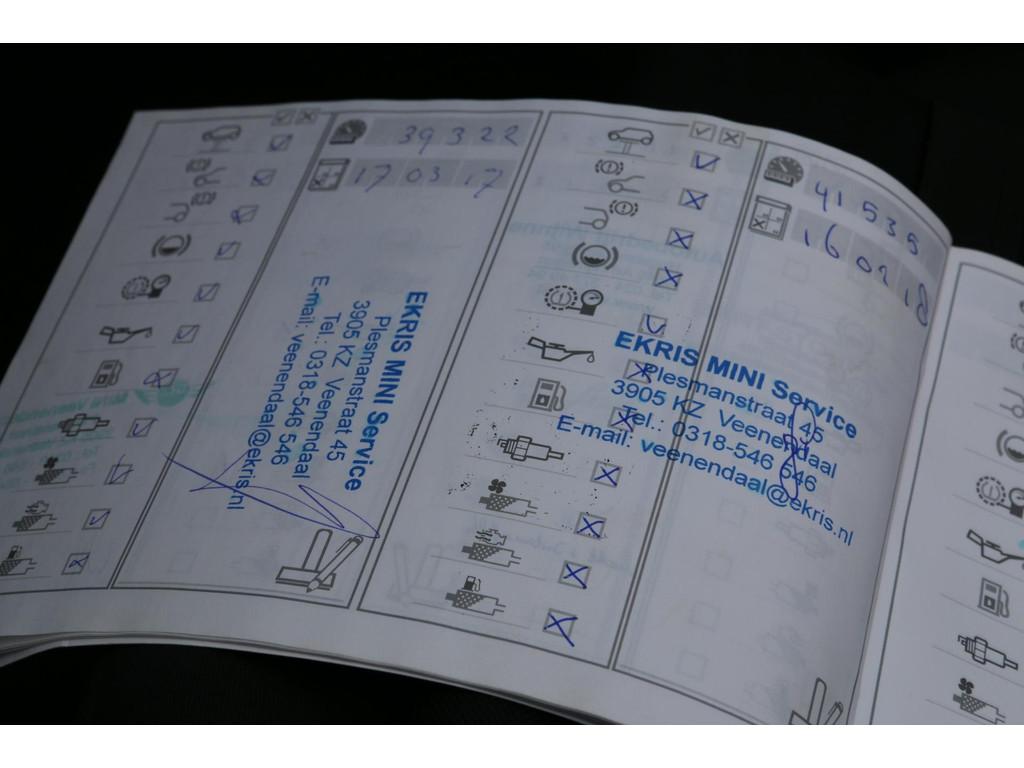 39322
17 03 17
EKRIS MINI Service
Plesmanstraat 45
3905 KZ Veenendaal
Tel.: 0318-546 546
E-mail: veenendaal@ekris.nl
41535
16 02 18
EKRIS MINI Service
Plesmanstraat 45
3905 KZ Veenendaal
Tel.: 0318-546 546
E-mail: veenendaal@ekris.nl